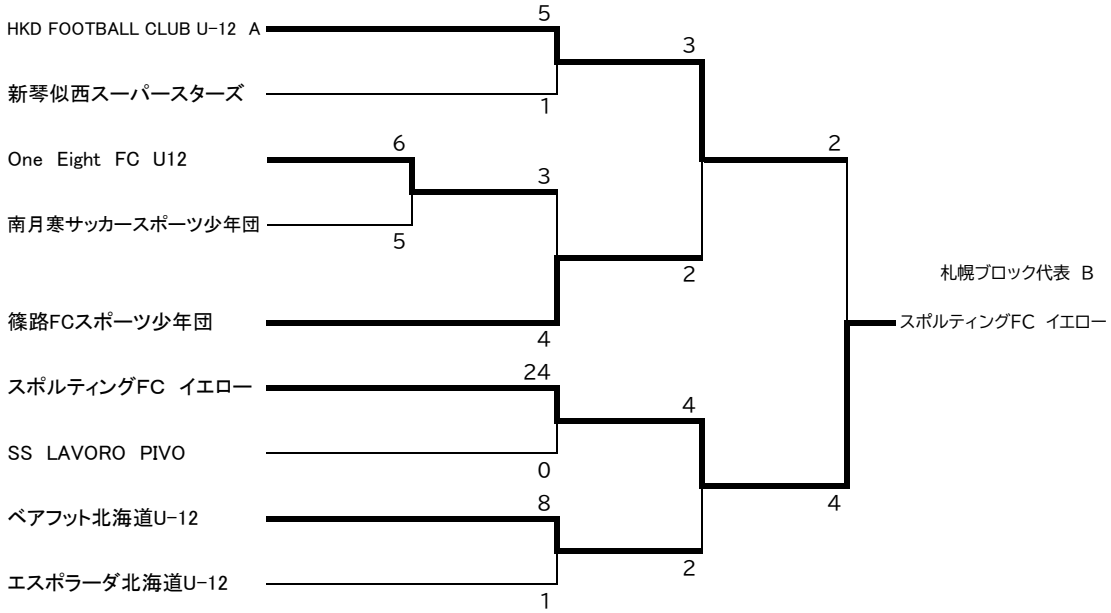 5
HKD FOOTBALL CLUB U-12　A
3
新琴似西スーパースターズ
1
6
2
One　Eight　FC　U12
3
南月寒サッカースポーツ少年団
5
2
札幌ブロック代表　B
篠路FCスポーツ少年団
スポルティングFC　イエロー
4
24
スポルティングFC　イエロー
4
SS　LAVORO　PIVO
0
8
4
ベアフット北海道U-12
2
エスポラーダ北海道U-12
1